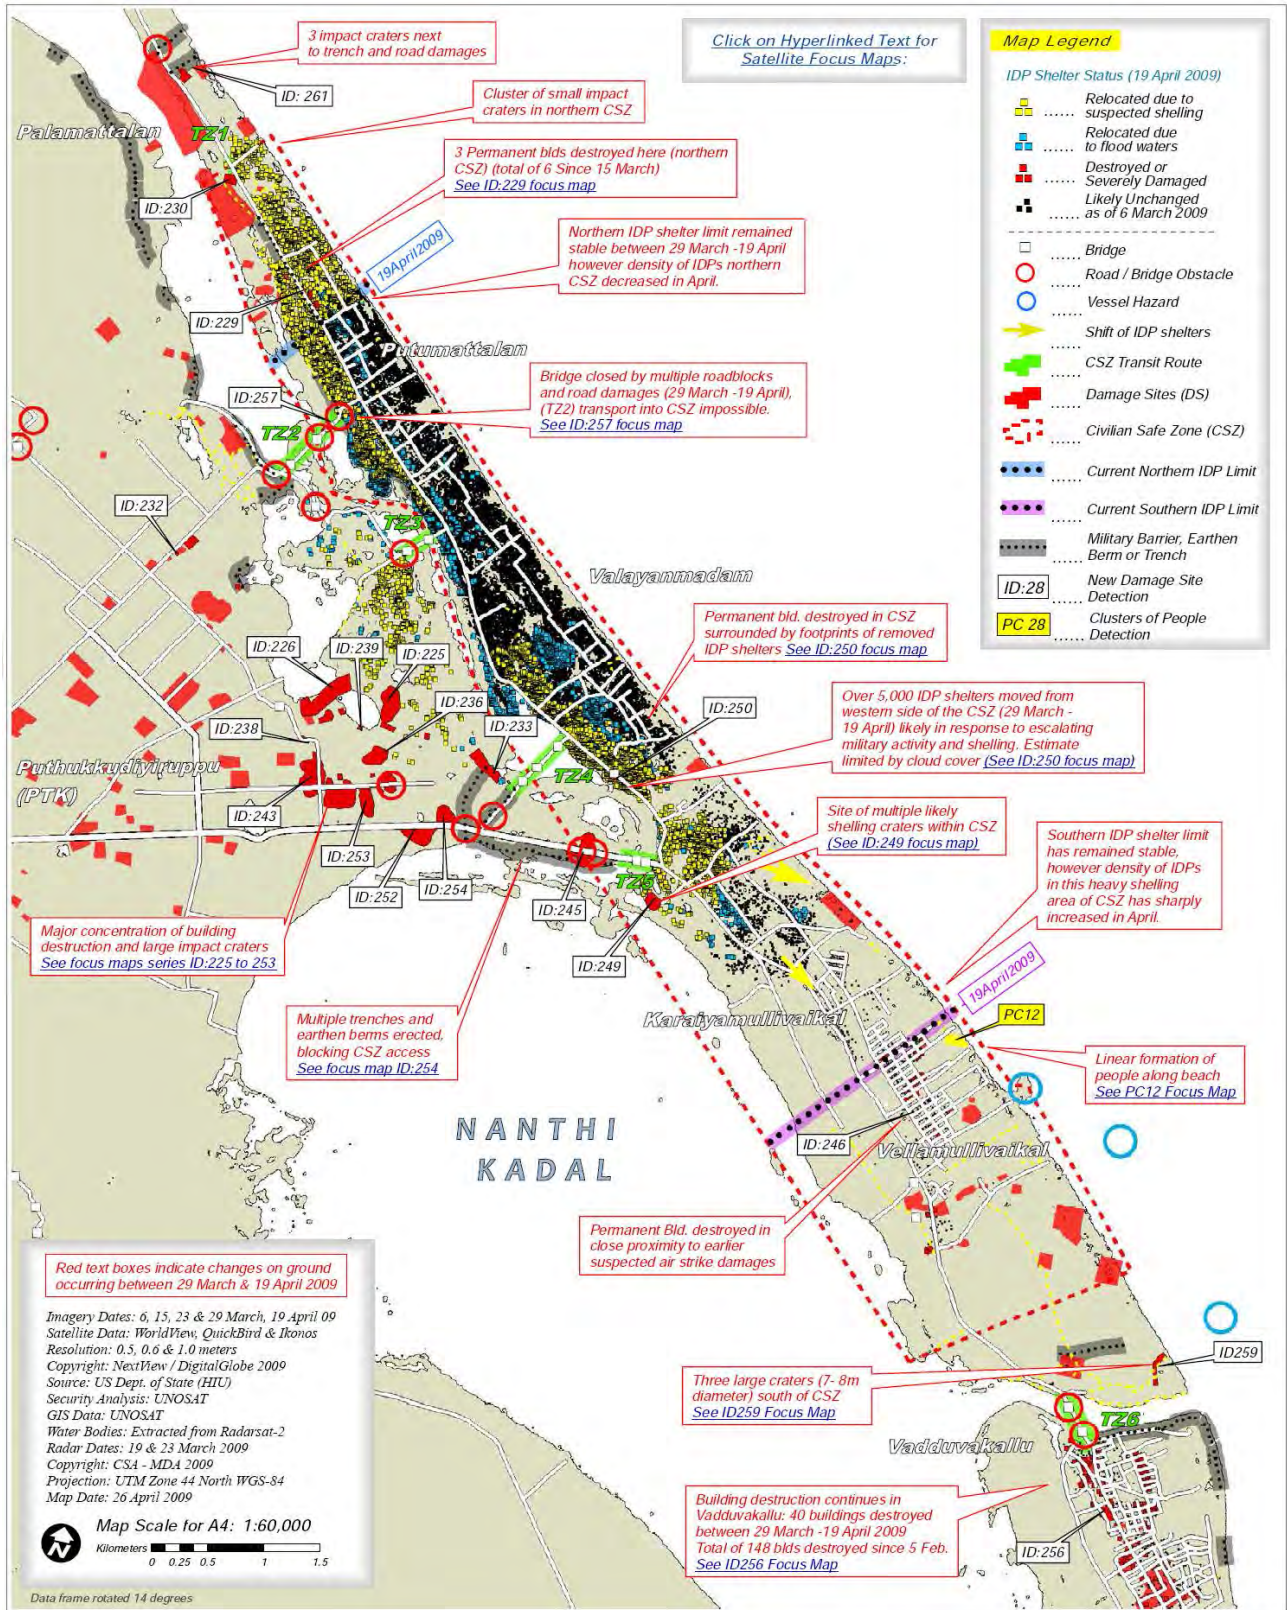 3 impact craters next
to trench and road damages
ID: 261
Palamattalan
TZ1
ID:230
Cluster of small impact
craters in northern CSZ
3 Permanent blds destroyed here (northern
CSZ) (total of 6 Since 15 March)
See ID:229 focus map
Northern IDP shelter limit remained
stable between 29 March -19 April
however density of IDPs northern
CSZ decreased in April.
19April2009
ID:229
Putumattalan
Bridge closed by multiple roadblocks
and road damages (29 March -19 April),
(TZ2) transport into CSZ impossible.
See ID:257 focus map
ID:257
TZ2
ID:232
TZ3
Valayanmadam
Permanent bld. destroyed in CSZ
surrounded by footprints of removed
IDP shelters See ID:250 focus map
ID:226
ID:239
ID:225
ID:236
ID:233
ID:250
ID:238
Over 5,000 IDP shelters moved from
western side of the CSZ (29 March -
19 April) likely in response to escalating
military activity and shelling. Estimate
limited by cloud cover (See ID:250 focus map)
Puthukkudiyiruppu
(PTK)
TZ4
ID:243
ID:253
ID:252
ID:254
Site of multiple likely
shelling craters within CSZ
(See ID:249 focus map)
TZ5
ID:245
ID:249
Southern IDP shelter limit
has remained stable,
however density of IDPs
in this heavy shelling
area of CSZ has sharply
increased in April.
Major concentration of building
destruction and large impact craters
See focus maps series ID:225 to 253
Multiple trenches and
earthen berms erected,
blocking CSZ access
See focus map ID:254
19April2009
Karaiyamullivaikal
PC12
Linear formation of
people along beach
See PC12 Focus Map
NANTHI
KADAL
ID:246
Vellamullivaikal
Permanent Bld. destroyed in
close proximity to earlier
suspected air strike damages
ID259
Three large craters (7- 8m
diameter) south of CSZ
See ID259 Focus Map
TZ6
Vadduvakallu
Building destruction continues in
Vadduvakallu: 40 buildings destroyed
between 29 March -19 April 2009
Total of 148 blds destroyed since 5 Feb.
See ID256 Focus Map
ID:256
Click on Hyperlinked Text for
Satellite Focus Maps:
Map Legend
IDP Shelter Status (19 April 2009)
...... Relocated due to
suspected shelling
...... Relocated due
to flood waters
...... Destroyed or
Severely Damaged
...... Likely Unchanged
as of 6 March 2009
...... Bridge
...... Road / Bridge Obstacle
...... Vessel Hazard
...... Shift of IDP shelters
...... CSZ Transit Route
...... Damage Sites (DS)
...... Civilian Safe Zone (CSZ)
...... Current Northern IDP Limit
...... Current Southern IDP Limit
...... Military Barrier, Earthen
Berm or Trench
ID:28 ...... New Damage Site
Detection
PC 28 ...... Clusters of People
Detection
Red text boxes indicate changes on ground
occurring between 29 March & 19 April 2009
Imagery Dates: 6, 15, 23 & 29 March, 19 April 09
Satellite Data: WorldView, QuickBird & Ikonos
Resolution: 0.5, 0.6 & 1.0 meters
Copyright: NextView / DigitalGlobe 2009
Source: US Dept. of State (HIU)
Security Analysis: UNOSAT
GIS Data: UNOSAT
Water Bodies: Extracted from Radarsat-2
Radar Dates: 19 & 23 March 2009
Copyright: CSA - MDA 2009
Projection: UTM Zone 44 North WGS-84
Map Date: 26 April 2009
N
Map Scale for A4: 1:60,000
Kilometers
0 0.25 0.5 1 1.5
Data frame rotated 14 degrees